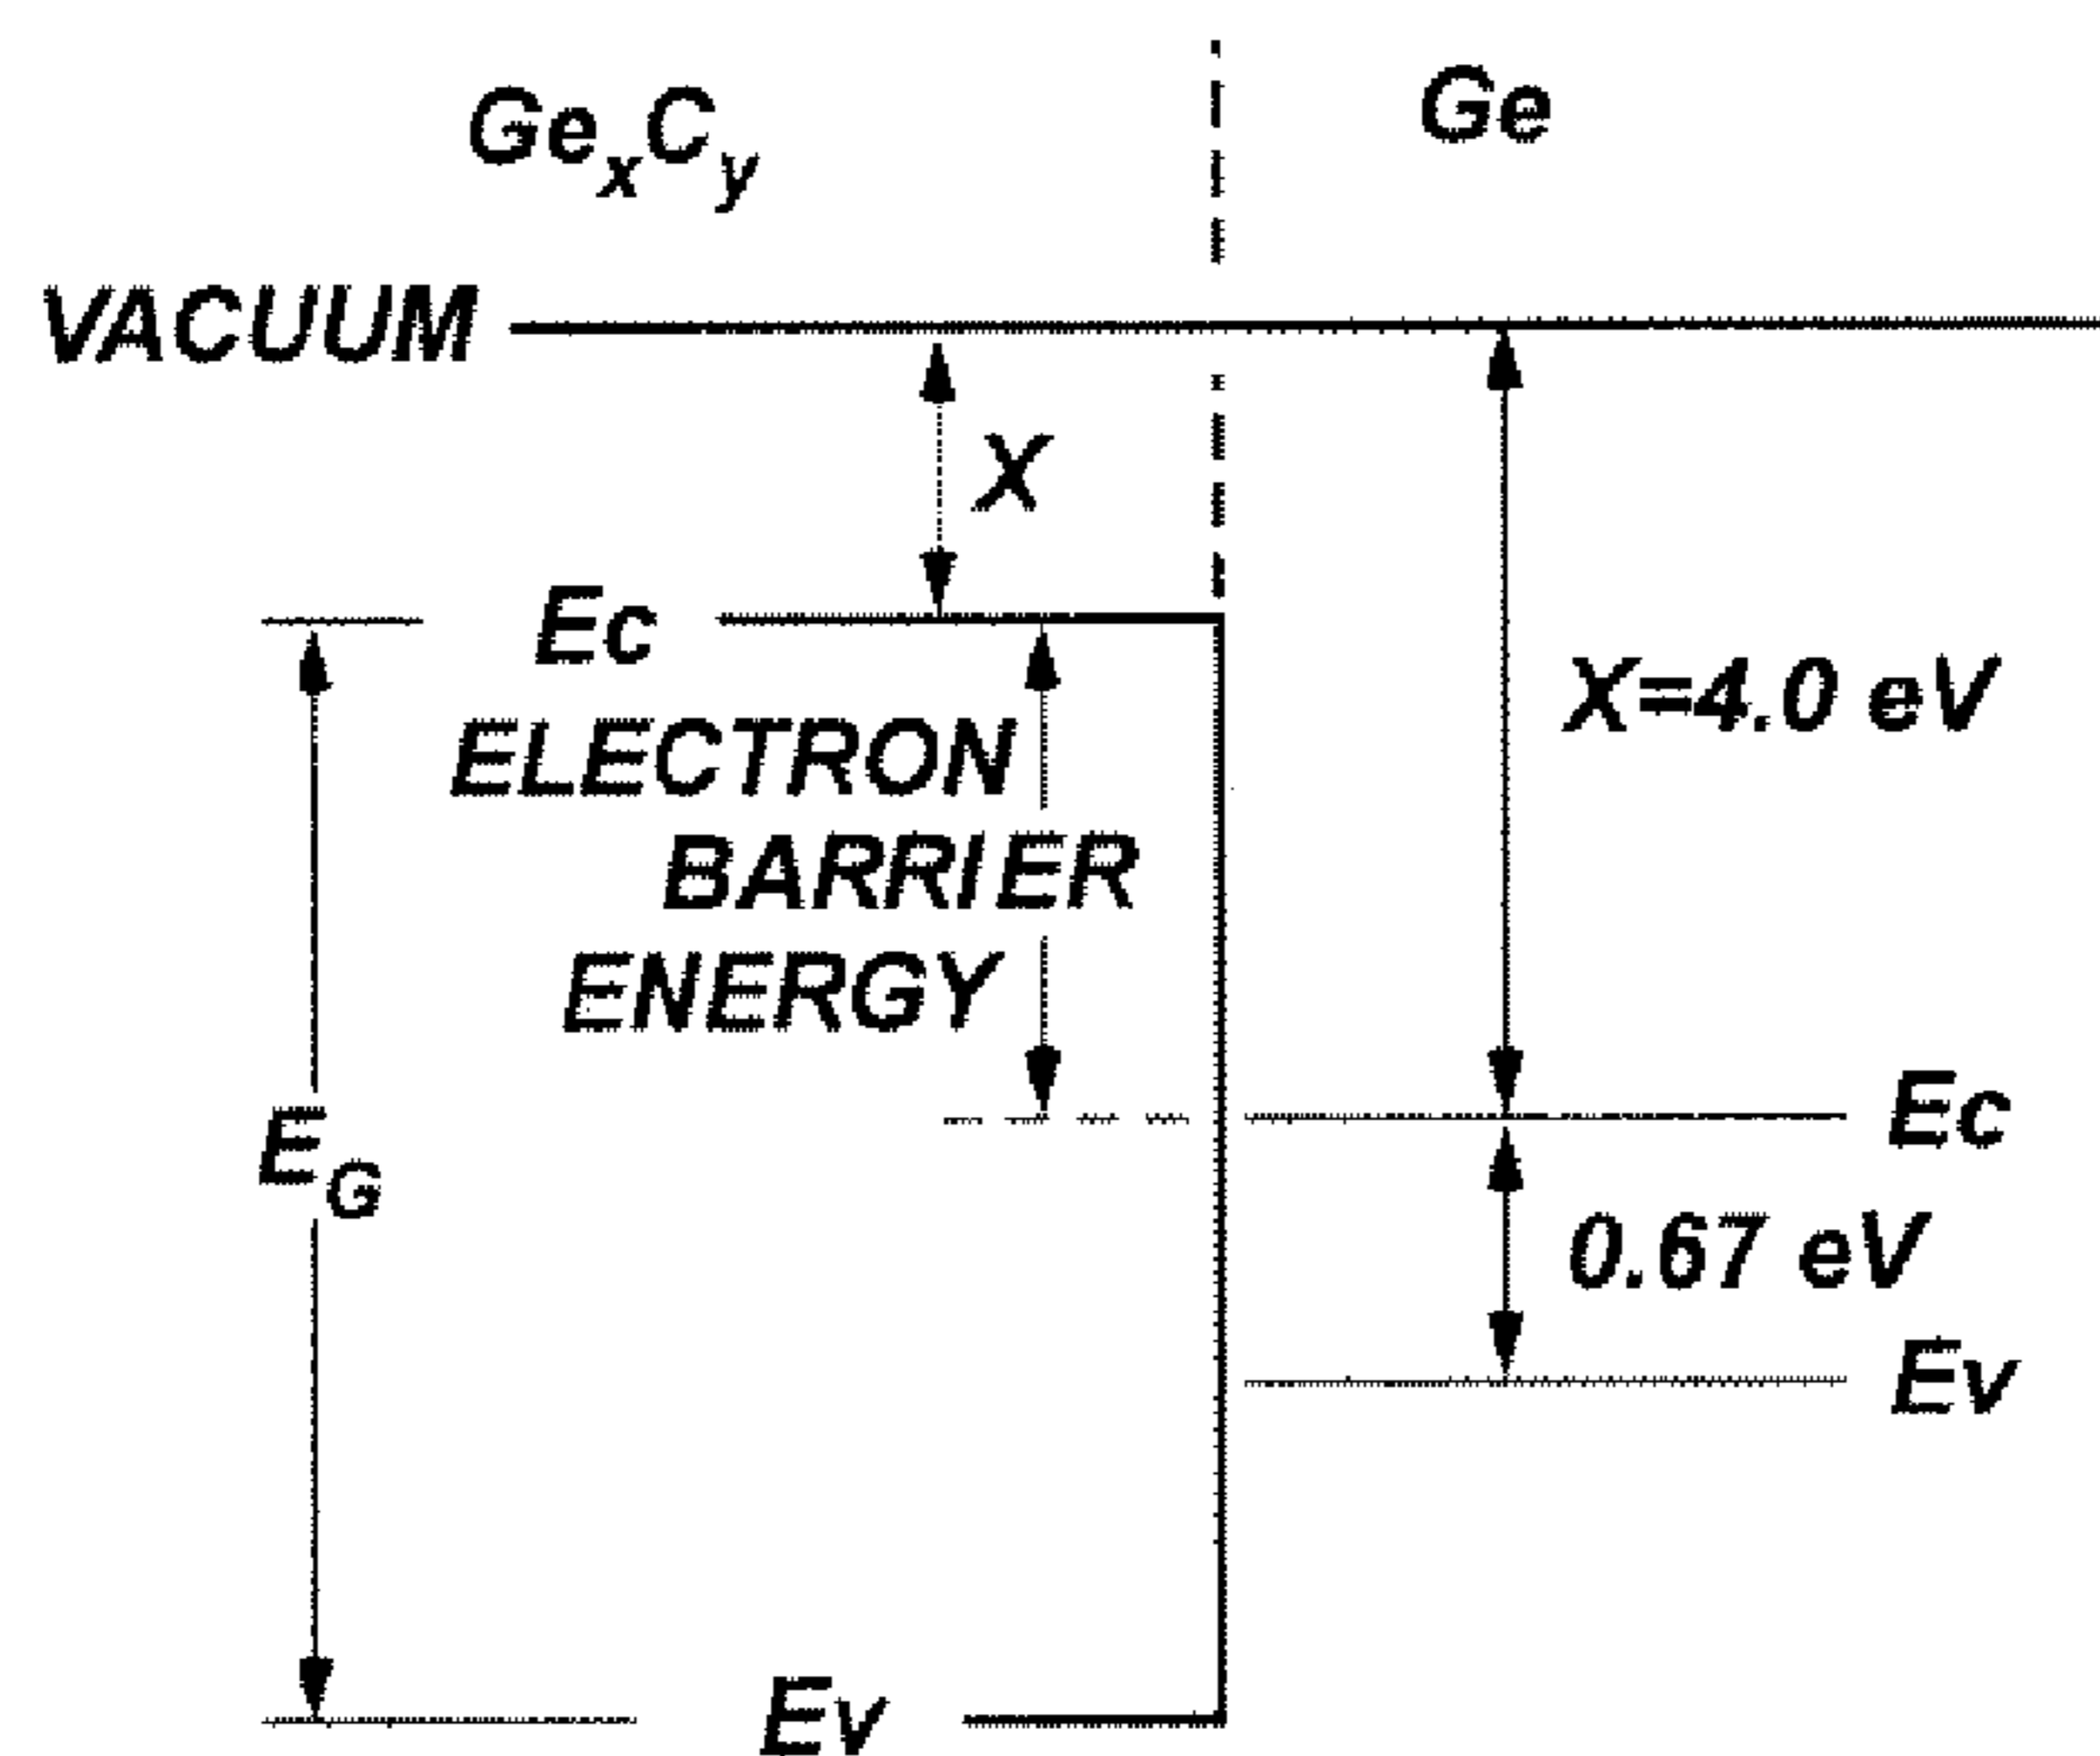 GexCy
Ge
VACUUM
X
Ec
X=4.0 eV
ELECTRON
BARRIER
ENERGY
Ec
EG
0.67 eV
Ev
Ev